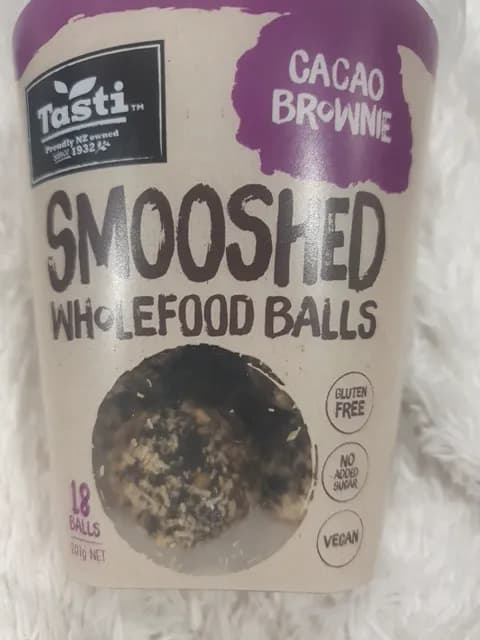 CACAO
BROWNIE
Tasti™
Proudly NZ owned
since 1932
SMOOSHED
WHOLEFOOD BALLS
GLUTEN
FREE
NO
ADDED
SUGAR
VEGAN
18
BALLS
NET